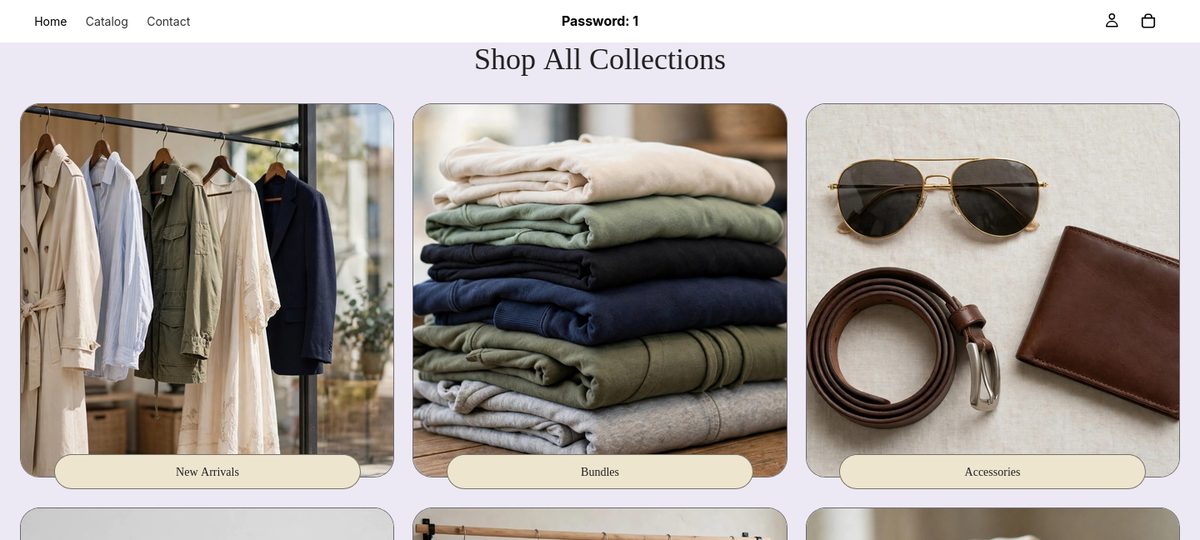 Home Catalog Contact
Password: 1
Shop All Collections
New Arrivals
Bundles
Accessories